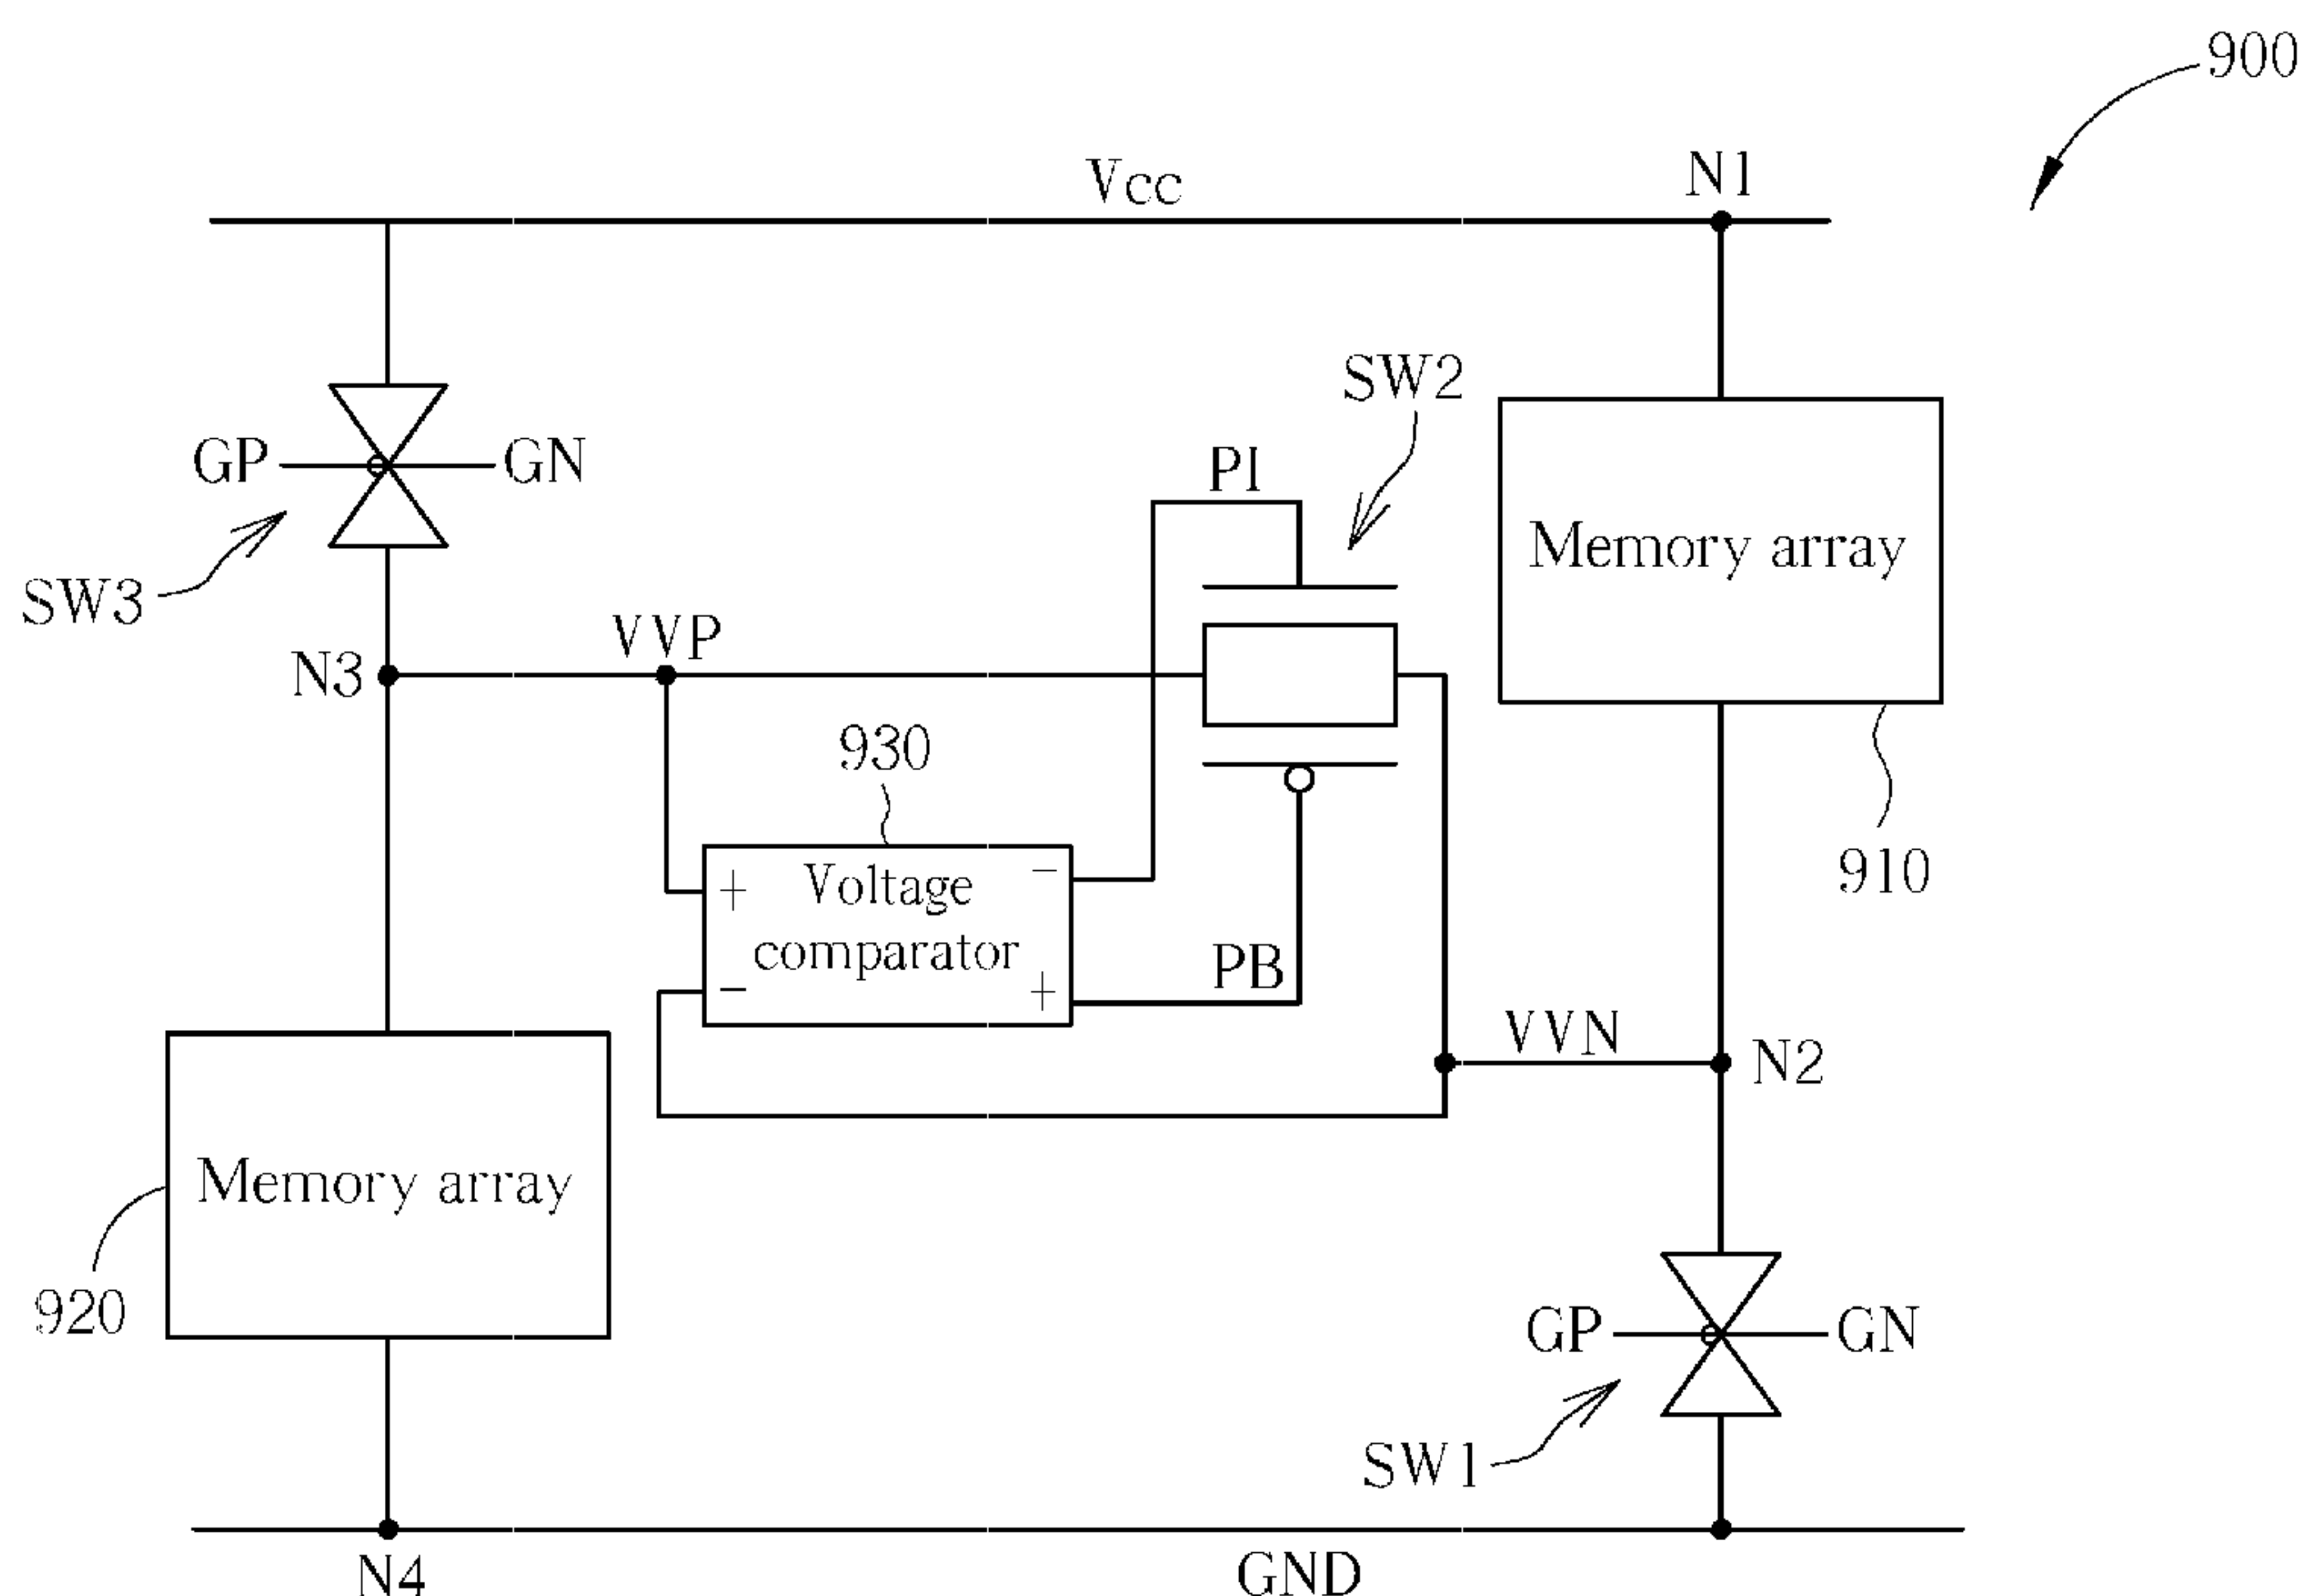 900
Vcc
N1
SW2
GP
GN
PI
Memory array
SW3
VVP
N3
930
+
Voltage
−
910
comparator
−
PB
+
VVN
N2
Memory array
920
GP
GN
SW1
N4
GND